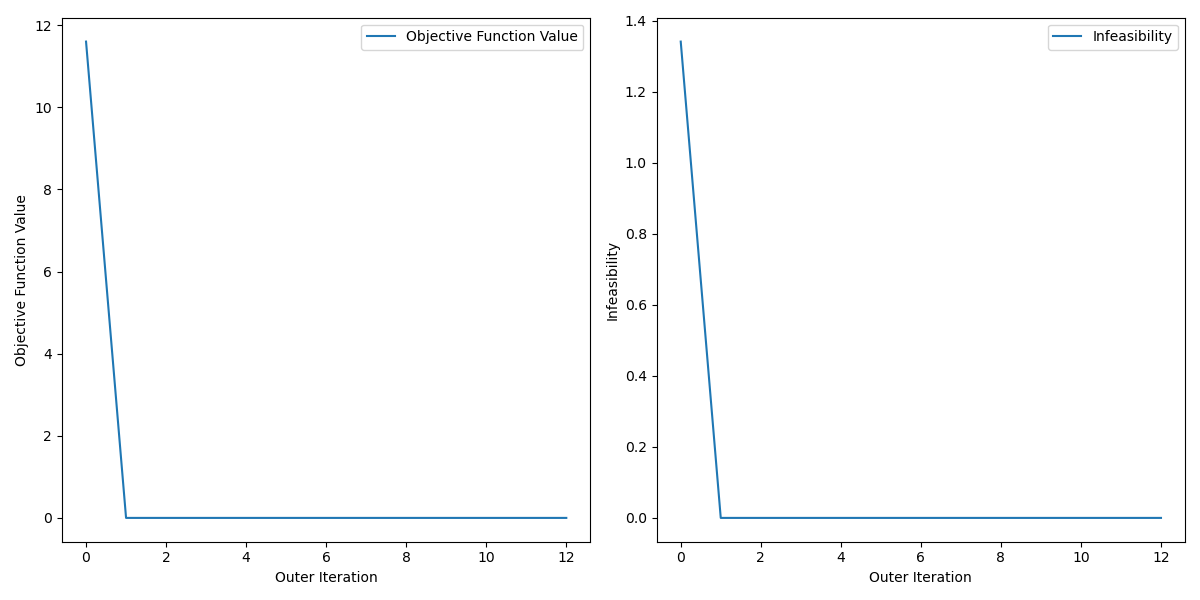 Objective Function Value
12
10
8
6
4
2
0
Objective Function Value
0 2 4 6 8 10 12
Outer Iteration
Infeasibility
1.4
1.2
1.0
0.8
0.6
0.4
0.2
0.0
Infeasibility
0 2 4 6 8 10 12
Outer Iteration